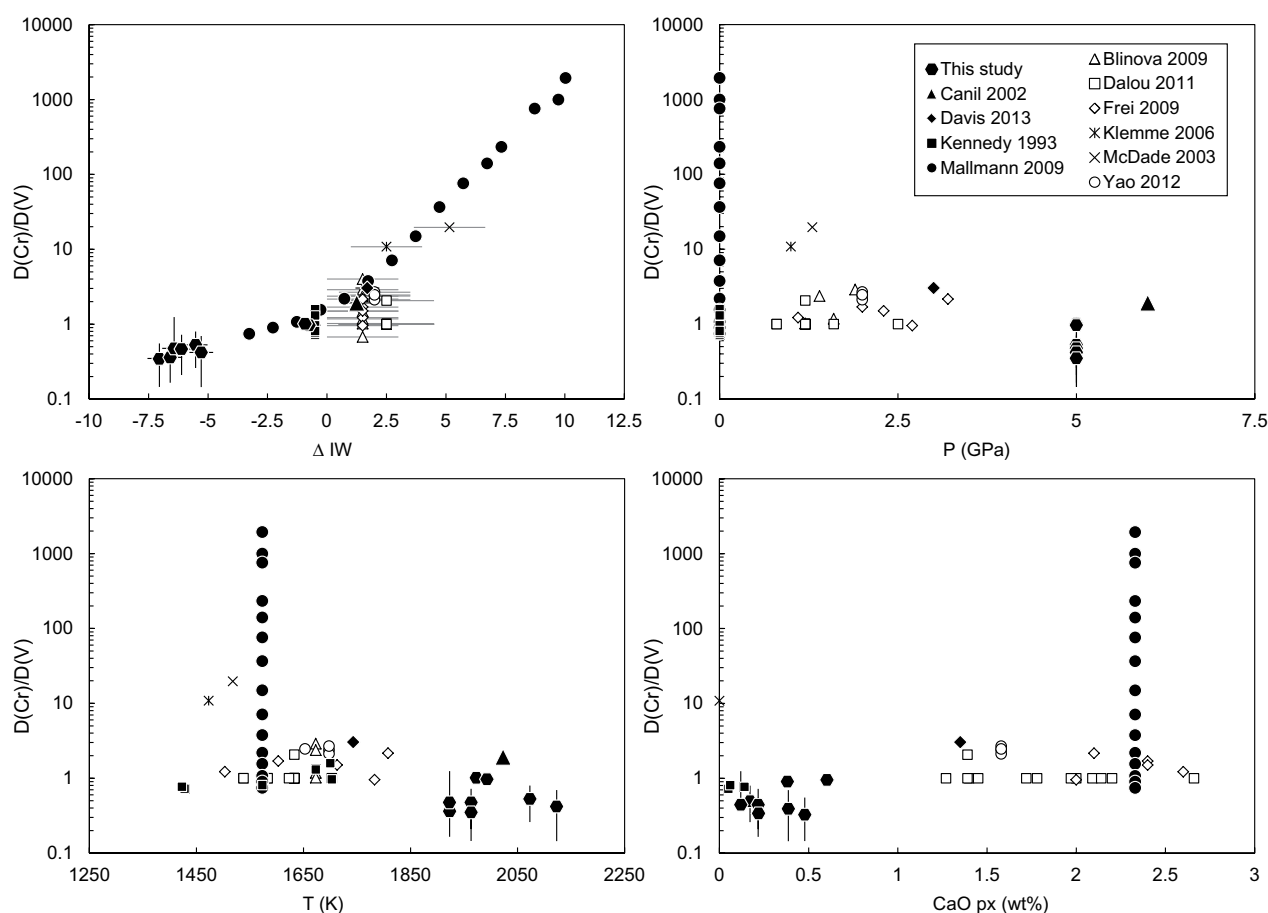 10000
1000
100
10
1
0.1
D(Cr)/D(V)
-10 -7.5 -5 -2.5 0 2.5 5 7.5 10 12.5
Δ IW
10000
1000
100
10
1
0.1
D(Cr)/D(V)
0 2.5 5 7.5
P (GPa)
This study
Canil 2002
Davis 2013
Kennedy 1993
Mallmann 2009
Blinova 2009
Dalou 2011
Frei 2009
Klemme 2006
McDade 2003
Yao 2012
10000
1000
100
10
1
0.1
D(Cr)/D(V)
1250 1450 1650 1850 2050 2250
T (K)
10000
1000
100
10
1
0.1
D(Cr)/D(V)
0 0.5 1 1.5 2 2.5 3
CaO px (wt%)